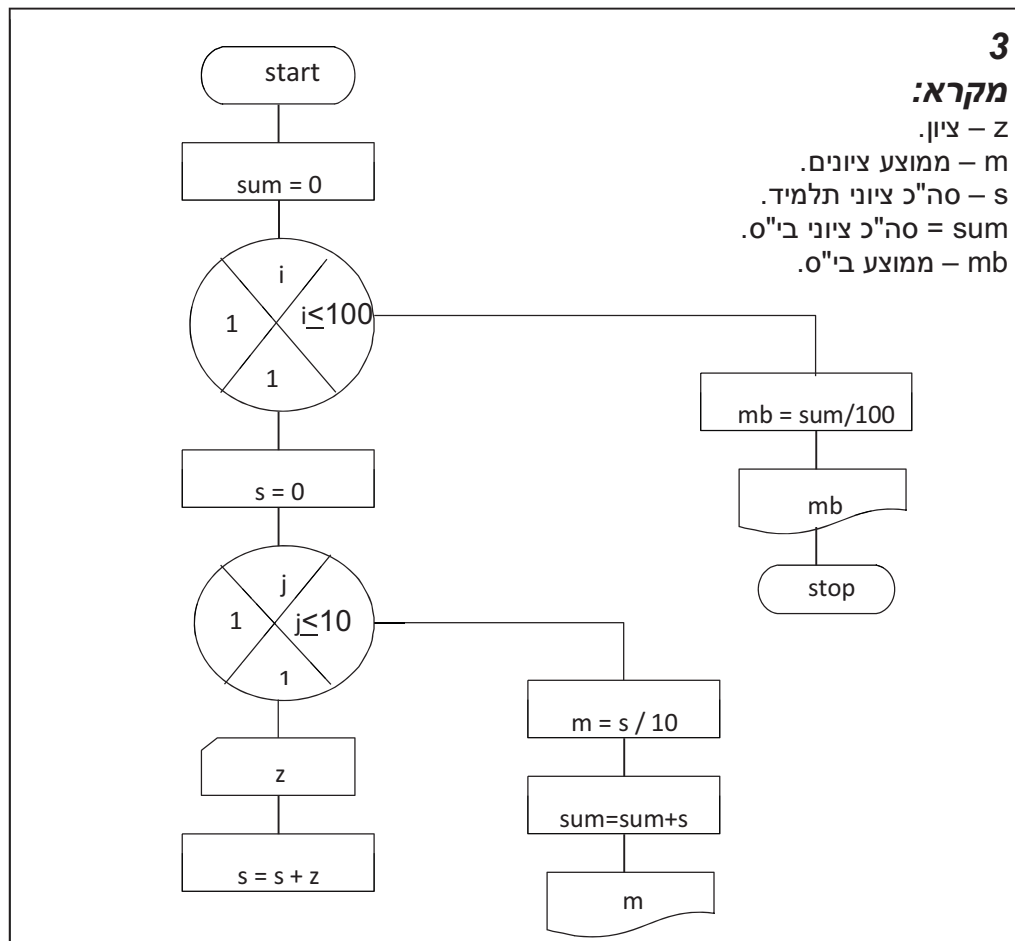 3
מקרא:
z – ציון.
m – ממוצע ציונים.
s – סה"כ ציוני תלמיד.
sum = סה"כ ציוני בי"ס.
mb – ממוצע בי"ס.
start
sum = 0
i
1
i≤100
1
mb = sum/100
mb
stop
s = 0
j
1
j≤10
1
m = s / 10
sum=sum+s
m
z
s = s + z